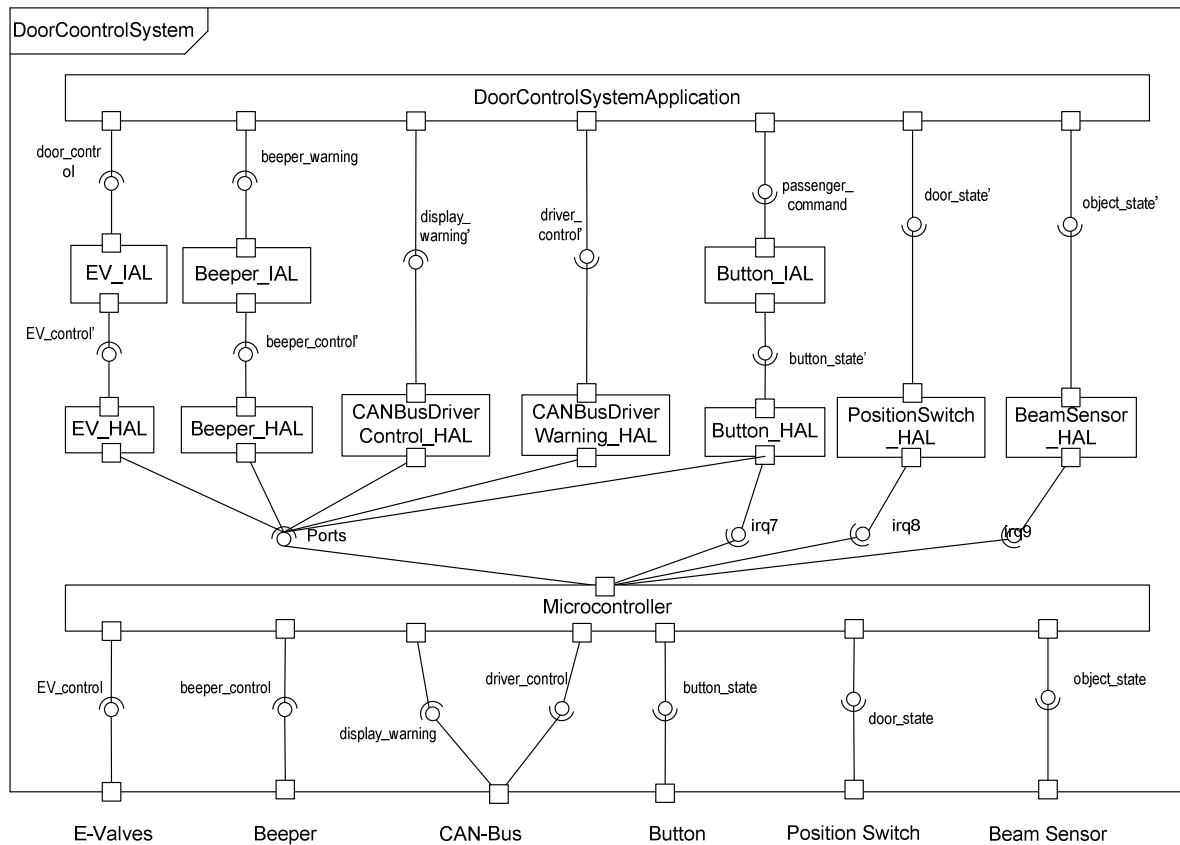 DoorCoontrolSystem
DoorControlSystemApplication
door_contr
ol
beeper_warning
display_
warning'
driver_
control'
passenger_
command
door_state'
object_state'
EV_IAL
Beeper_IAL
Button_IAL
EV_control'
beeper_control'
button_state'
EV_HAL
Beeper_HAL
CANBusDriver
Control_HAL
CANBusDriver
Warning_HAL
Button_HAL
PositionSwitch
_HAL
BeamSensor
_HAL
Ports
irq7
irq8
irq9
Microcontroller
EV_control
beeper_control
display_warning
driver_control
button_state
door_state
object_state
E-Valves
Beeper
CAN-Bus
Button
Position Switch
Beam Sensor